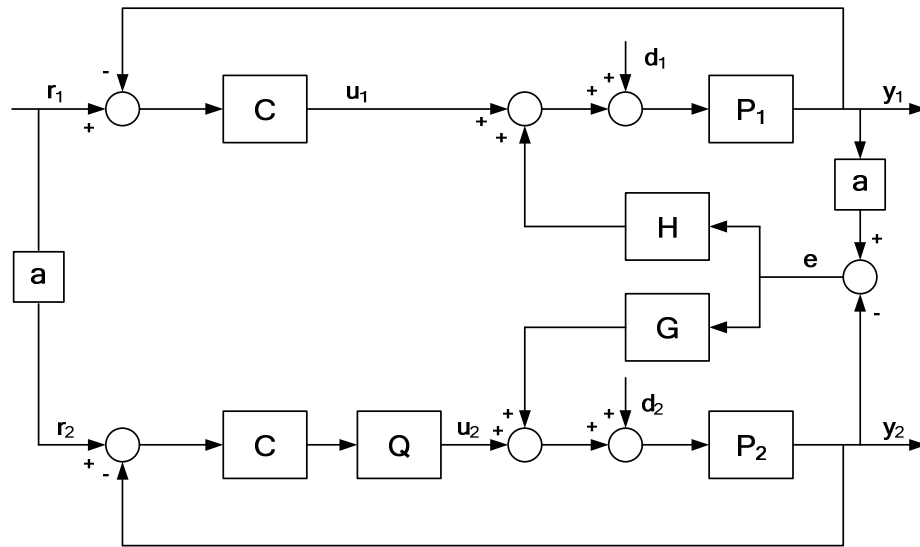 -
r₁
+
C
u₁
+
+
+
+
d₁
P₁
y₁
a
+
H
e
-
G
a
r₂
+
-
C
Q
u₂
+
+
+
+
d₂
P₂
y₂